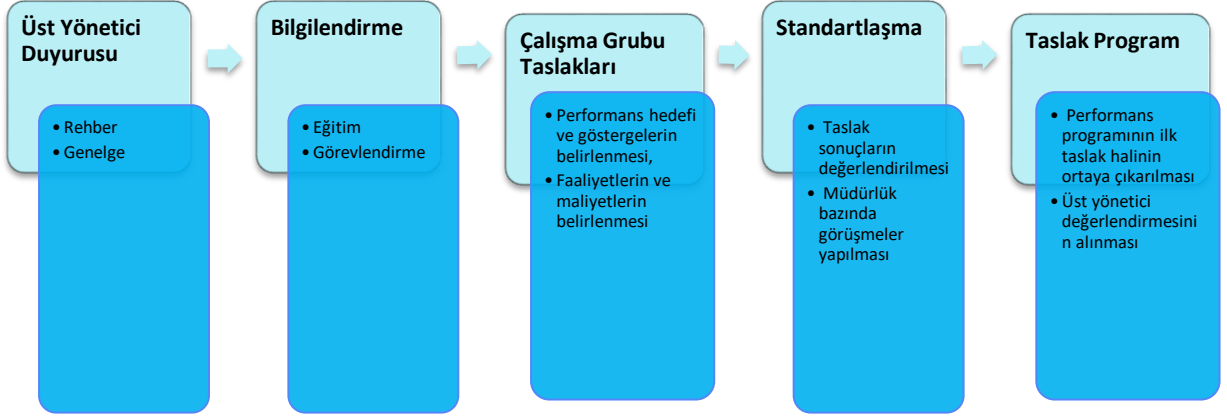 Üst Yönetici
Duyurusu
• Rehber
• Genelge
Bilgilendirme
• Eğitim
• Görevlendirme
Çalışma Grubu
Taslakları
• Performans hedefi
ve göstergelerin
belirlenmesi,
• Faaliyetlerin ve
maliyetlerin
belirlenmesi
Standartlaşma
• Taslak
sonuçların
değerlendirilmesi
• Müdürlük
bazında
görüşmeler
yapılması
Taslak Program
• Performans
programının ilk
taslak halinin
ortaya çıkarılması
• Üst yönetici
değerlendirmesini
n alınması